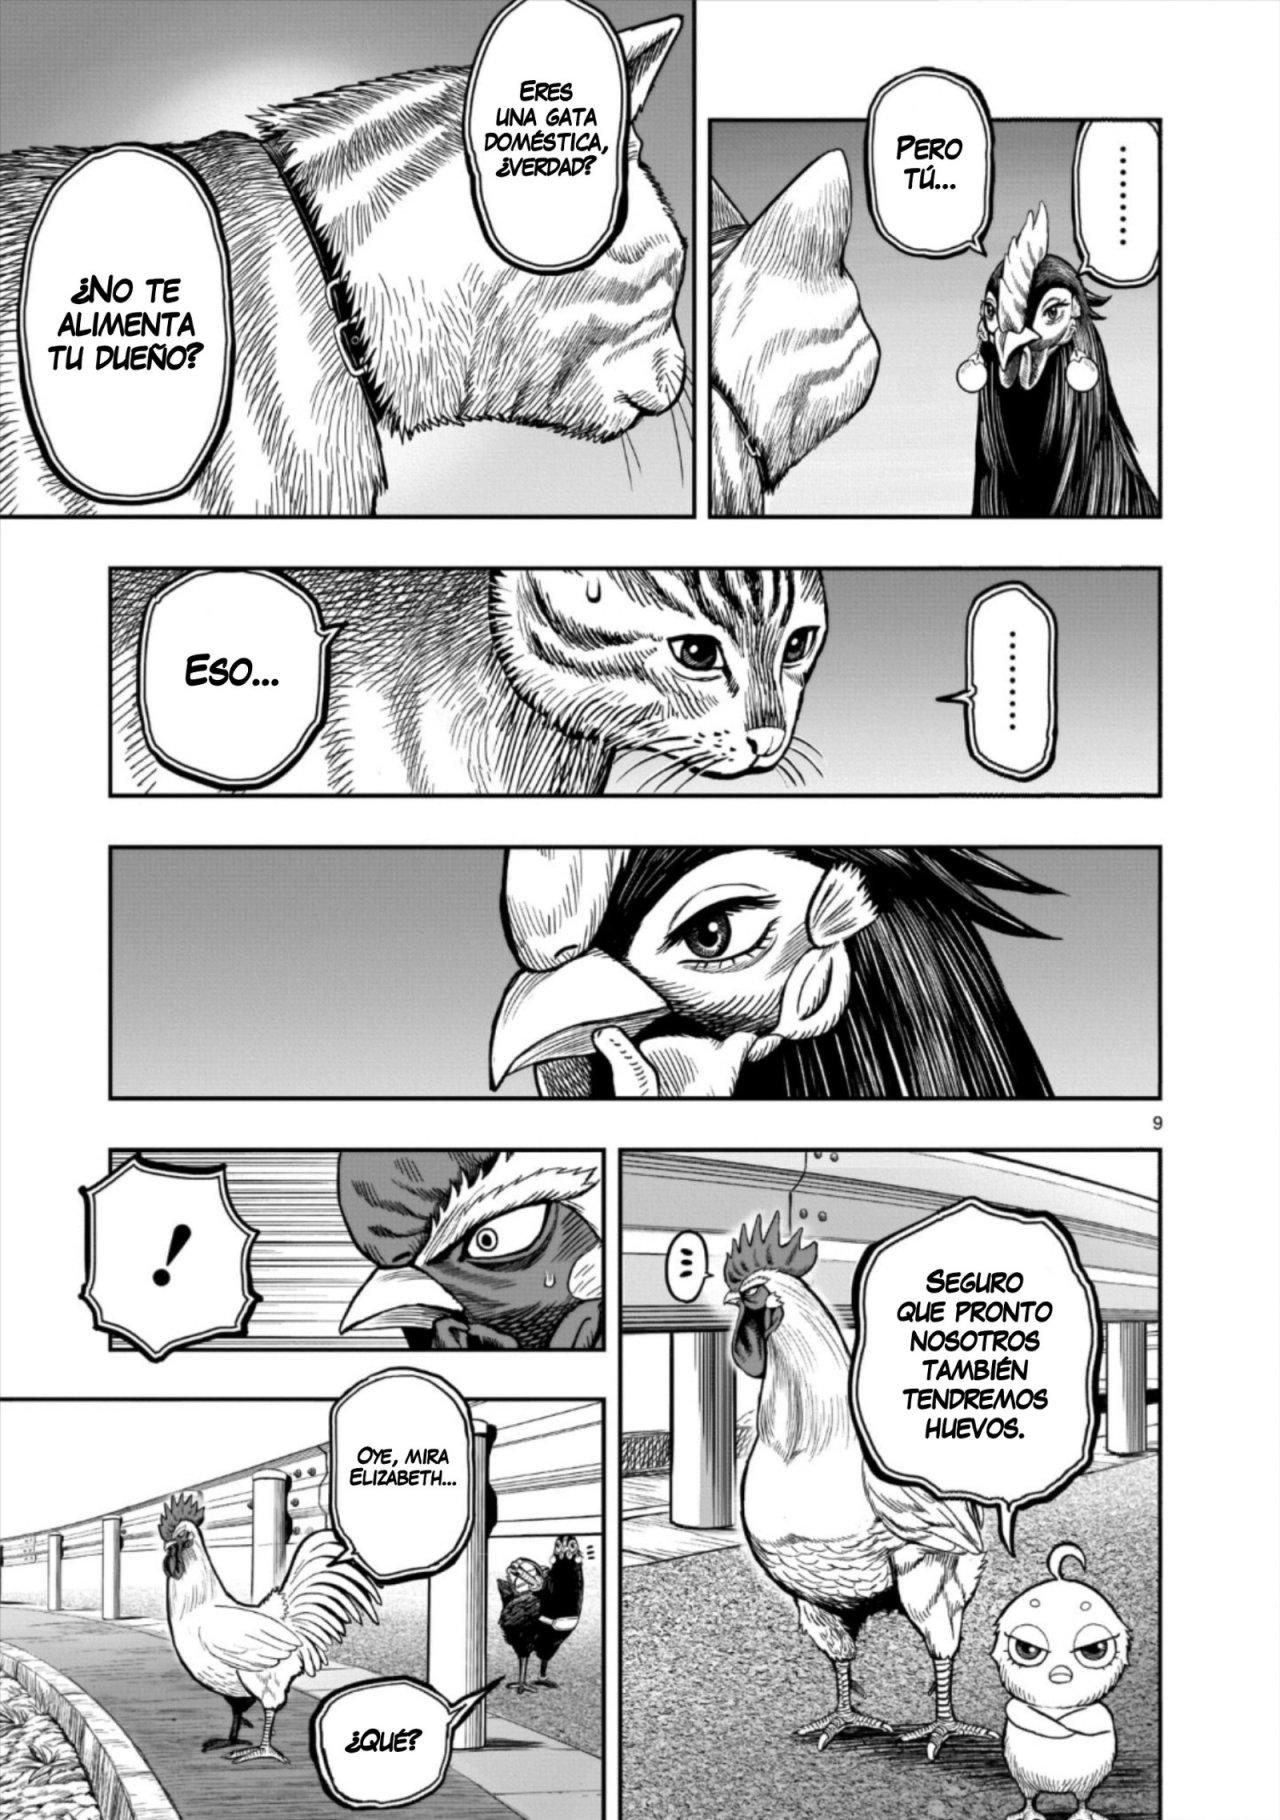 .........
PERO
TÚ...
ERES
UNA GATA
DOMÉSTICA,
¿VERDAD?
¿NO TE
ALIMENTA
TU DUEÑO?
.........
ESO...
9
SEGURO
QUE PRONTO
NOSOTROS
TAMBIÉN
TENDREMOS
HUEVOS.
!
OYE, MIRA
ELIZABETH...
¿QUÉ?